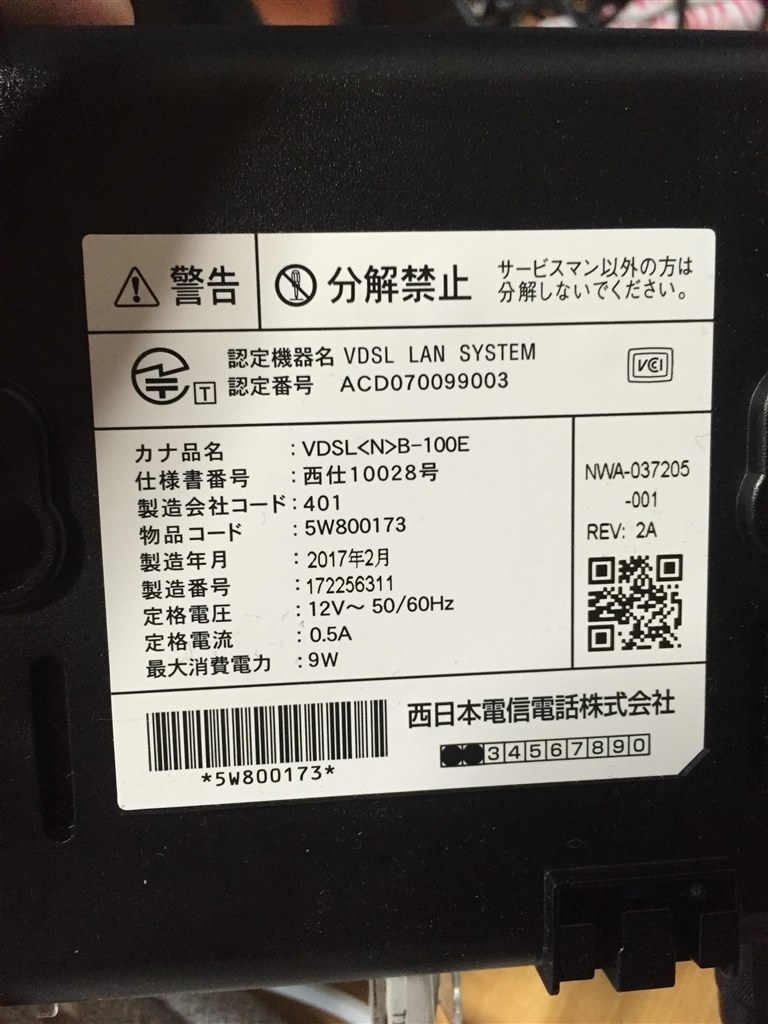 警告
分解禁止
サービスマン以外の方は
分解しないでください。
T
認定機器名 VDSL LAN SYSTEM
認定番号 ACD070099003
VCCI
カナ品名 :VDSL<N>B-100E
仕様書番号 :西仕10028号
製造会社コード:401
物品コード :5W800173
製造年月 :2017年2月
製造番号 :172256311
定格電圧 :12V～ 50/60Hz
定格電流 :0.5A
最大消費電力 :9W
NWA-037205
-001
REV: 2A
*5W800173*
西日本電信電話株式会社
34567890